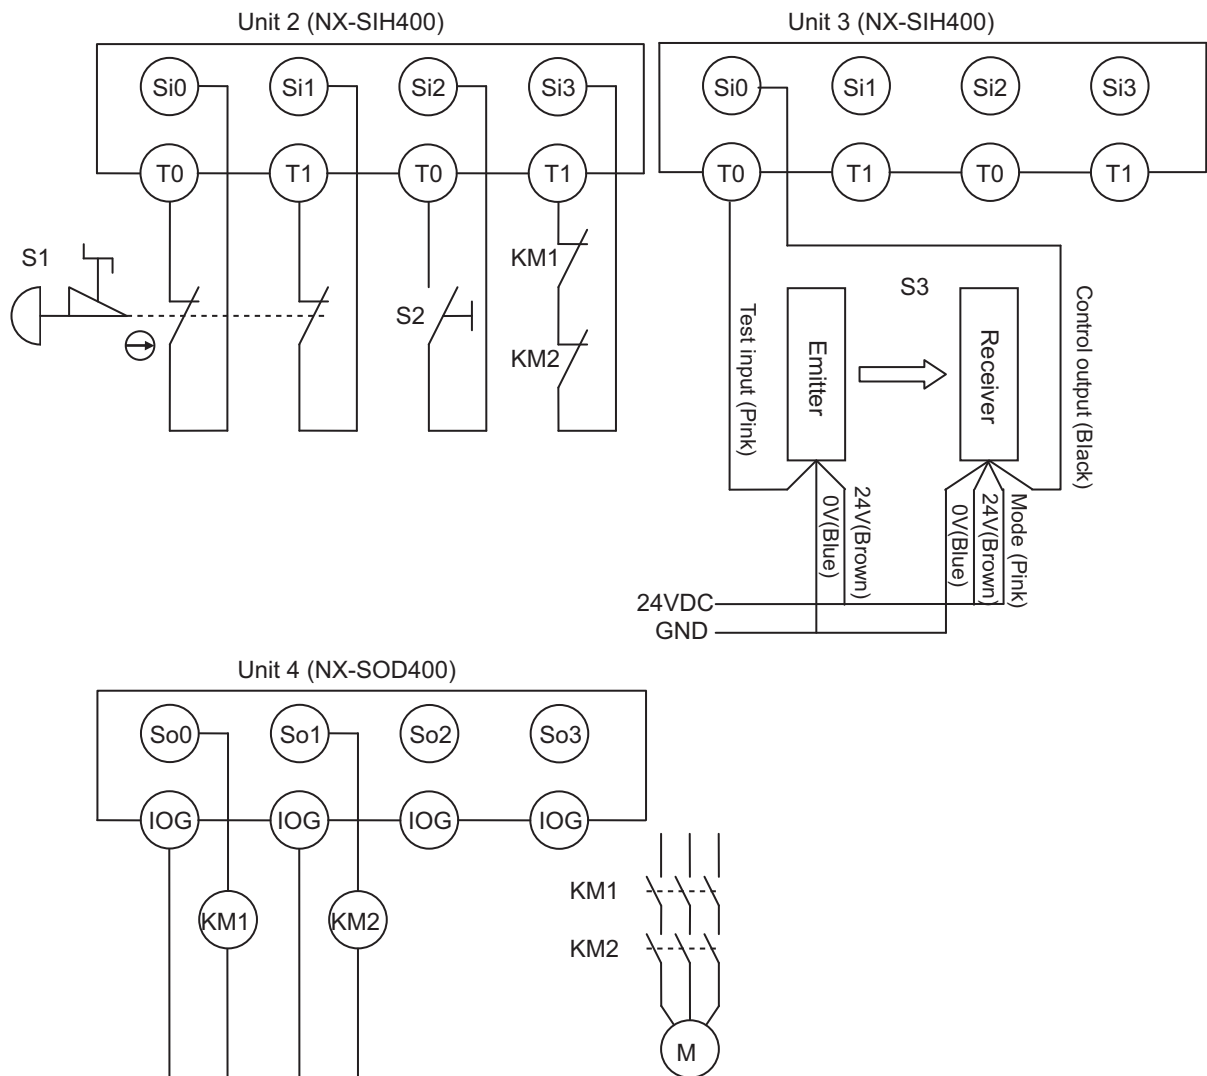 Unit 2 (NX-SIH400)
Si0 Si1 Si2 Si3
T0 T1 T0 T1
S1
S2
KM1
KM2
Unit 3 (NX-SIH400)
Si0 Si1 Si2 Si3
T0 T1 T0 T1
S3
Test input (Pink)
Emitter
Receiver
Control output (Black)
0V(Blue)
24V(Brown)
0V(Blue)
24V(Brown)
Mode (Pink)
24VDC
GND
Unit 4 (NX-SOD400)
So0 So1 So2 So3
IOG IOG IOG IOG
KM1 KM2
KM1
KM2
M